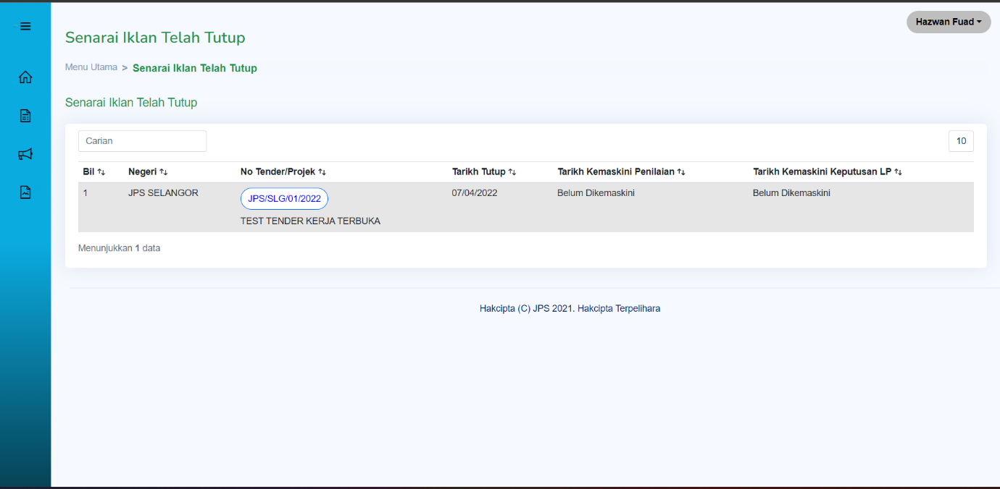 Hazwan Fuad
Senarai Iklan Telah Tutup
Menu Utama > Senarai Iklan Telah Tutup
Senarai Iklan Telah Tutup
Carian
10
Bil Negeri No Tender/Projek Tarikh Tutup Tarikh Kemaskini Penilaian Tarikh Kemaskini Keputusan LP
1 JPS SELANGOR JPS/SLG/01/2022 07/04/2022 Belum Dikemaskini Belum Dikemaskini
TEST TENDER KERJA TERBUKA
Menunjukkan 1 data
Hakcipta (C) JPS 2021. Hakcipta Terpelihara